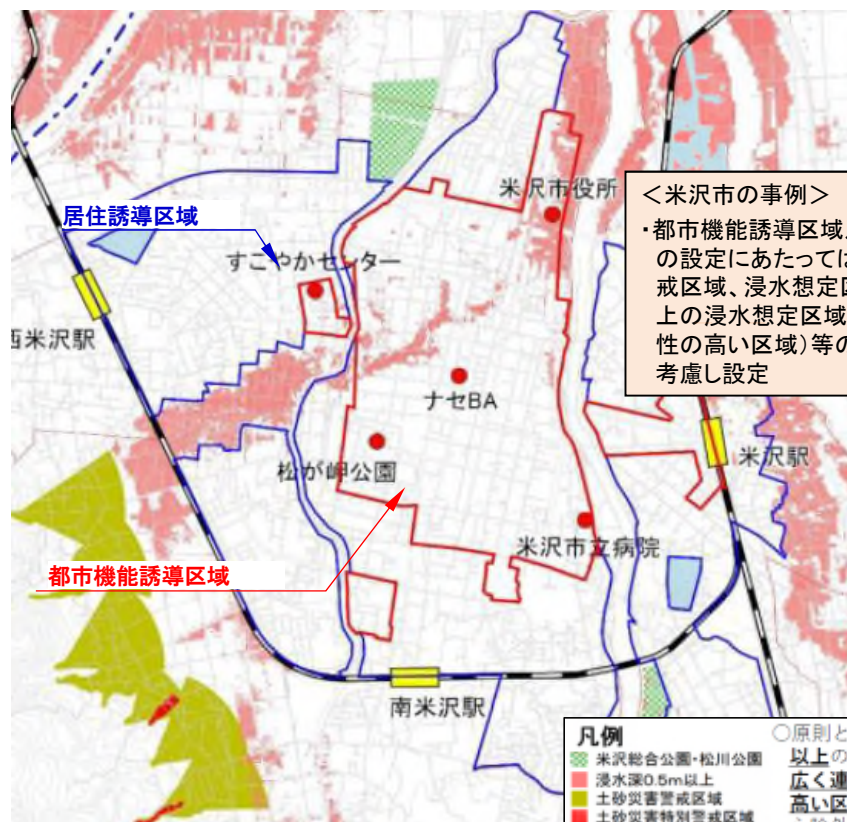 居住誘導区域
米沢市役所
すこやかセンター
西米沢駅
ナセBA
松が岬公園
米沢駅
米沢市立病院
都市機能誘導区域
南米沢駅
<米沢市の事例>
・都市機能誘導区域
の設定にあたっては
戒区域、浸水想定区
上の浸水想定区域
性の高い区域)等の
考慮し設定
凡例
米沢総合公園・松川公園
浸水深0.5m以上
土砂災害警戒区域
土砂災害特別警戒区域
○原則と
以上の
広く連
高い区